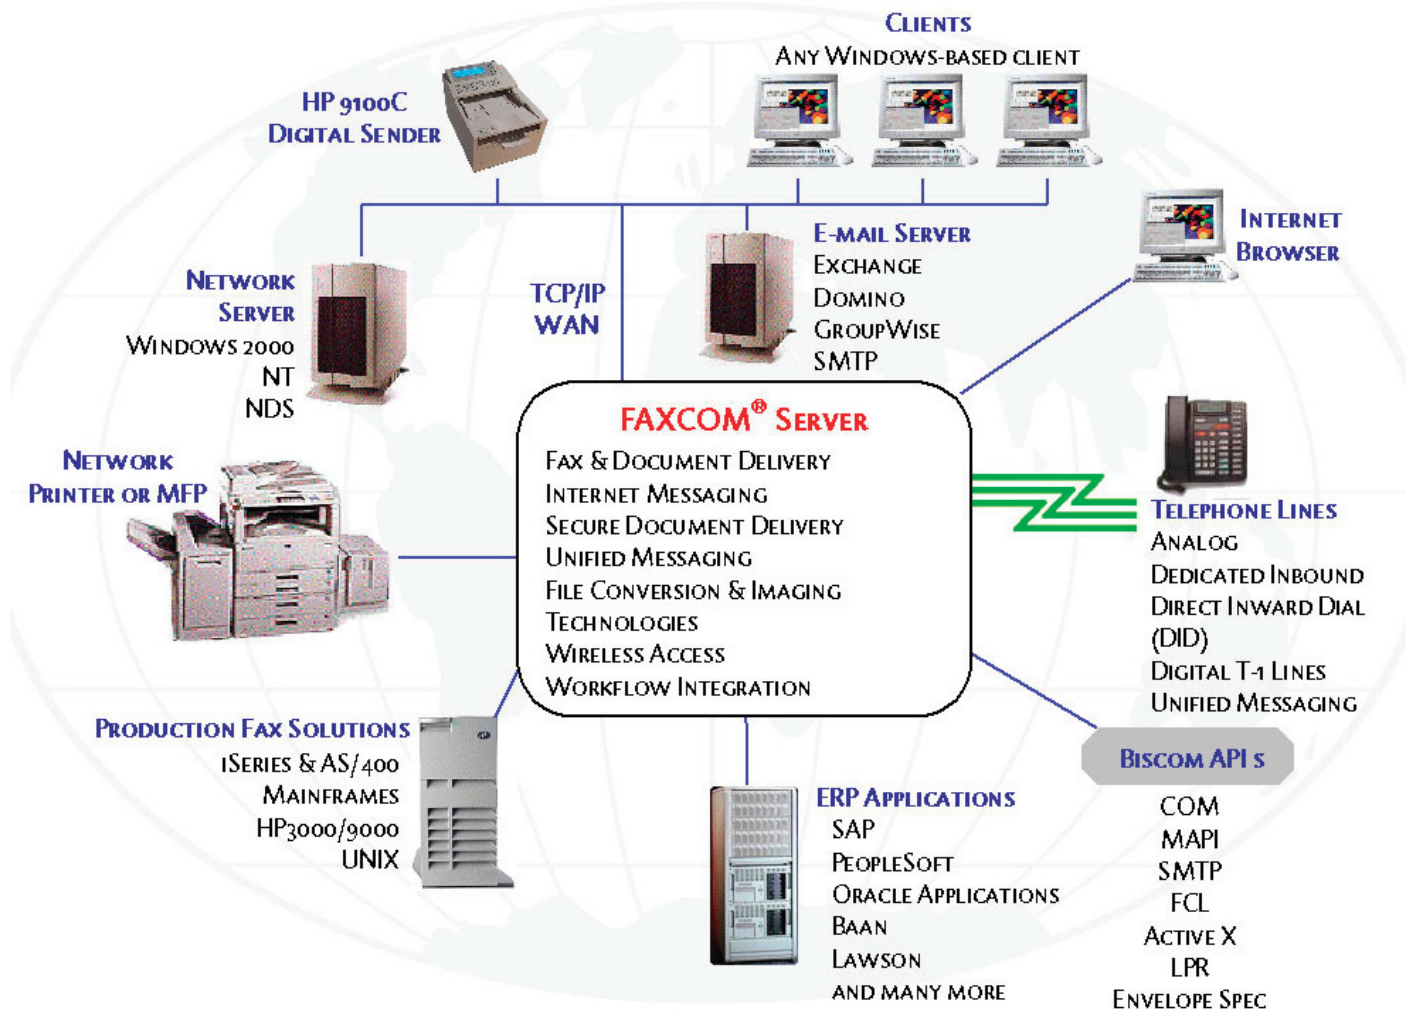 Clients
Any Windows-based client
HP 9100C
Digital Sender
Internet
Browser
E-mail Server
Exchange
Domino
GroupWise
SMTP
Network
Server
Windows 2000
NT
NDS
TCP/IP
WAN
FAXCOM® Server
Fax & Document Delivery
Internet Messaging
Secure Document Delivery
Unified Messaging
File Conversion & Imaging
Technologies
Wireless Access
Workflow Integration
Network
Printer or MFP
Telephone Lines
Analog
Dedicated Inbound
Direct Inward Dial
(DID)
Digital T-1 Lines
Unified Messaging
Production Fax Solutions
iSeries & AS/400
Mainframes
HP3000/9000
UNIX
ERP Applications
SAP
PeopleSoft
Oracle Applications
Baan
Lawson
and many more
Biscom API s
COM
MAPI
SMTP
FCL
Active X
LPR
Envelope Spec